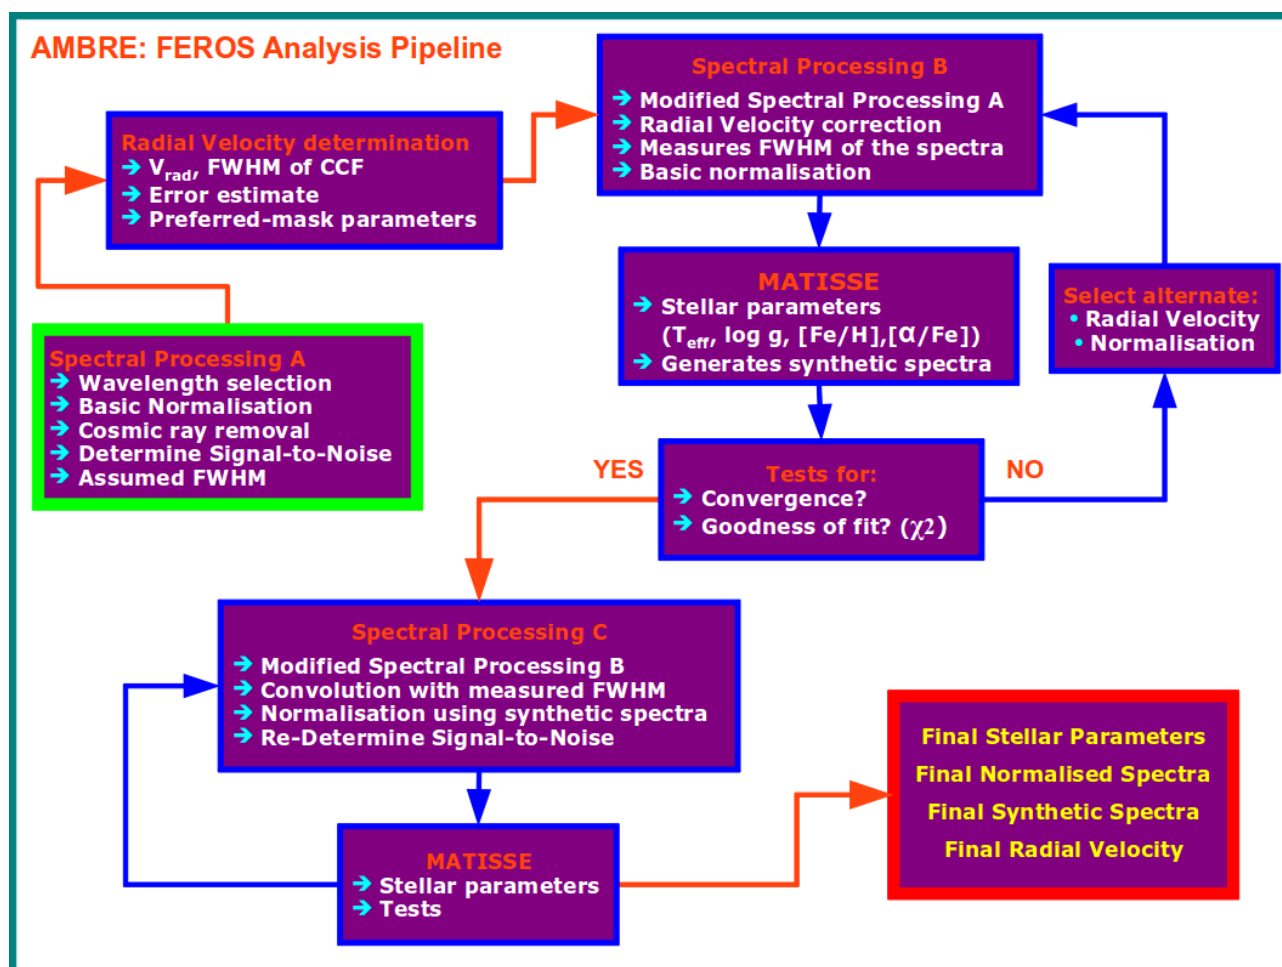 AMBRE: FEROS Analysis Pipeline
Spectral Processing B
➔ Modified Spectral Processing A
➔ Radial Velocity correction
➔ Measures FWHM of the spectra
➔ Basic normalisation
Radial Velocity determination
➔ Vrad, FWHM of CCF
➔ Error estimate
➔ Preferred-mask parameters
MATISSE
➔ Stellar parameters
(Teff, log g, [Fe/H],[α/Fe])
➔ Generates synthetic spectra
Select alternate:
• Radial Velocity
• Normalisation
Spectral Processing A
➔ Wavelength selection
➔ Basic Normalisation
➔ Cosmic ray removal
➔ Determine Signal-to-Noise
➔ Assumed FWHM
YES
Tests for:
➔ Convergence?
➔ Goodness of fit? (χ2)
NO
Spectral Processing C
➔ Modified Spectral Processing B
➔ Convolution with measured FWHM
➔ Normalisation using synthetic spectra
➔ Re-Determine Signal-to-Noise
MATISSE
➔ Stellar parameters
➔ Tests
Final Stellar Parameters
Final Normalised Spectra
Final Synthetic Spectra
Final Radial Velocity